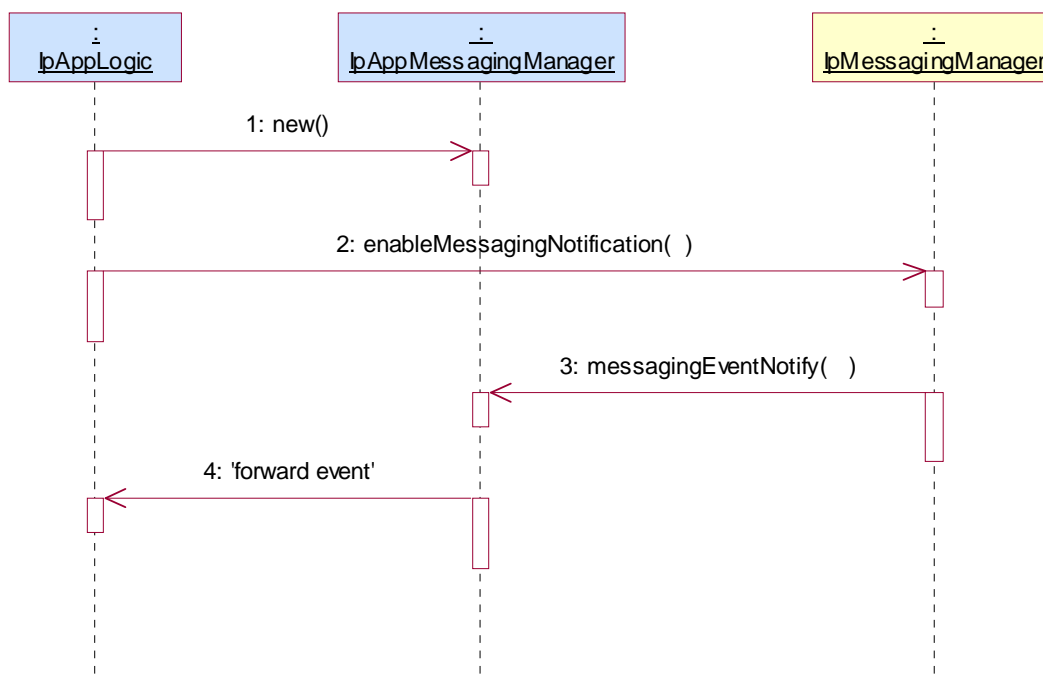 :
IpAppLogic
:
IpAppMessagingManager
:
IpMessagingManager
1: new()
2: enableMessagingNotification(  )
3: messagingEventNotify(   )
4: 'forward event'